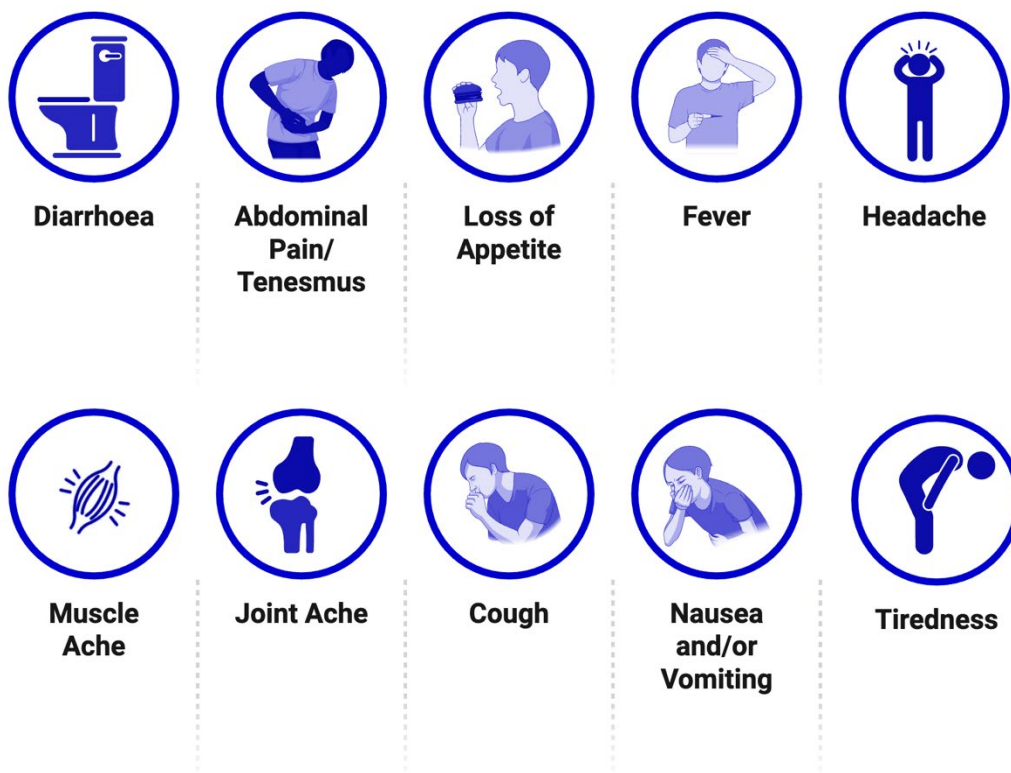 Diarrhoea
Abdominal
Pain/
Tenesmus
Loss of
Appetite
Fever
Headache
Muscle
Ache
Joint Ache
Cough
Nausea
and/or
Vomiting
Tiredness